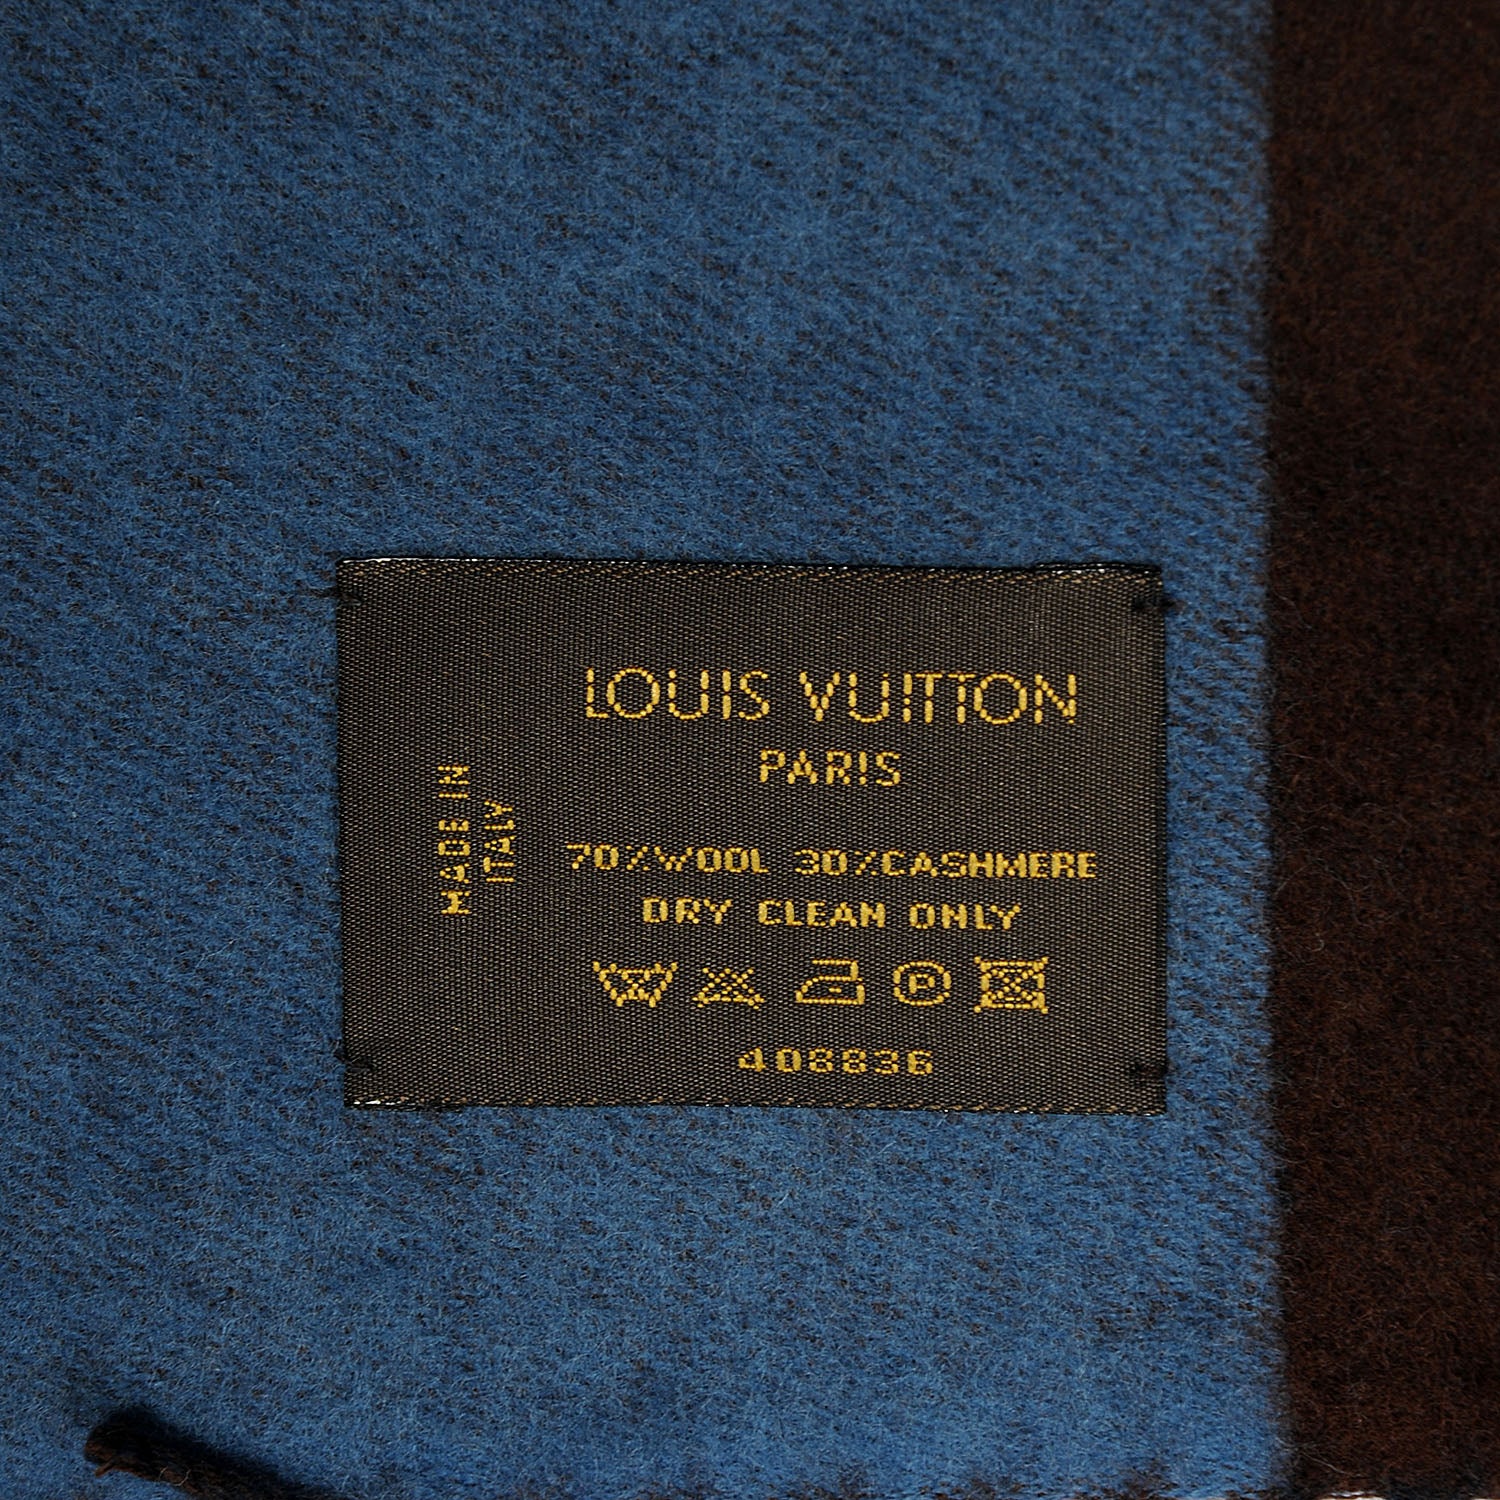 LOUIS VUITTON
PARIS
MADE IN
ITALY
70%WOOL 30%CASHMERE
DRY CLEAN ONLY
P
408836